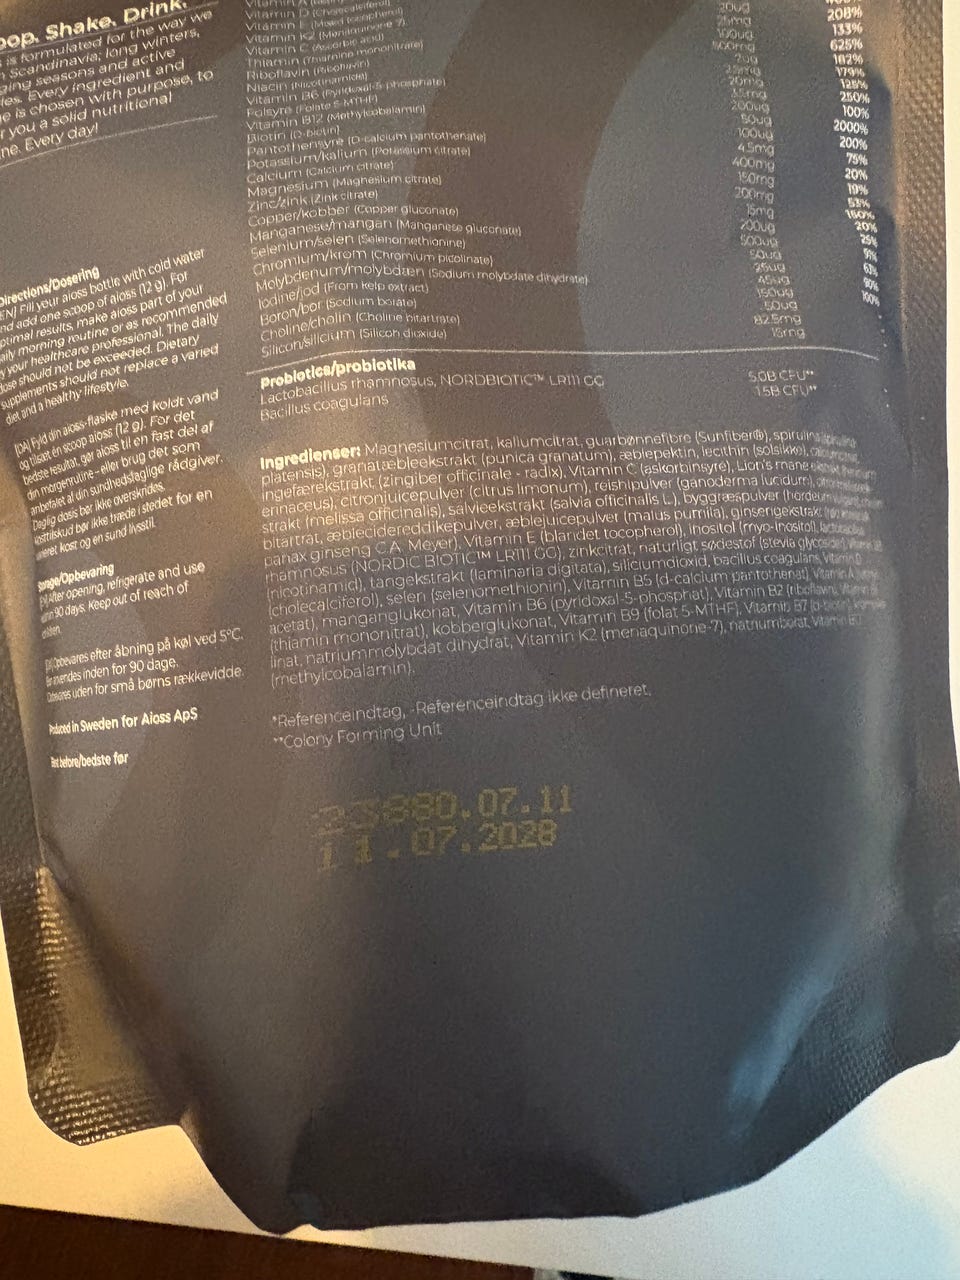 Shake. Drink.
is formulated for the way we
Scandinavia; long winters,
seasons and active
Every ingredient and
is chosen with purpose, to
you a solid nutritional
Every day!
Directions/Dosering
Fill your aioss bottle with cold water
add one scoop of aioss (12 g). For
optimal results, make aioss part of your
morning routine or as recommended
by your healthcare professional. The daily
dose should not be exceeded. Dietary
supplements should not replace a varied
diet and a healthy lifestyle.
[DA] Fyld din aioss-flaske med koldt vand
og tilsæt én scoop aioss (12 g). For det
bedste resultat, gør aioss til en fast del af
din morgenrutine - eller brug det som
anbefalet af din sundhedsfaglige rådgiver.
Daglig dosis bør ikke overskrides.
Kosttilskud bør ikke træde i stedet for en
varieret kost og en sund livsstil.
Storage/Opbevaring
After opening, refrigerate and use
within 90 days. Keep out of reach of
children.
Opbevares efter åbning på køl ved 5°C.
anvendes inden for 90 dage.
Opbevares uden for små børns rækkevidde.
Produced in Sweden for Aioss ApS
Best before/bedste før
Vitamin D (Cholecalciferol) 20ug
Vitamin E (Mixed tocopherol) 25mg 208%
Vitamin K2 (Menaquinone 7) 100ug 133%
Vitamin C (Ascorbic acid) 500mg 625%
Thiamin (Thiamine mononitrate) 182%
Riboflavin (Riboflavin) 179%
Niacin (Nicotinamide) 20mg 125%
Vitamin B6 (Pyridoxal-5-phosphate) 3.5mg 250%
Folsyre (Folate 5-MTHF) 200ug 100%
Vitamin B12 (Methylcobalamin) 50ug 2000%
Biotin (D-biotin) 100ug 200%
Pantothensyre (D-calcium pantothenate) 4.5mg 75%
Potassium/kalium (Potassium citrate) 400mg 20%
Calcium (Calcium citrate) 150mg 19%
Magnesium (Magnesium citrate) 200mg 53%
Zinc/zink (Zink citrate) 15mg 150%
Copper/kobber (Copper gluconate) 200ug 20%
Manganese/mangan (Manganese gluconate) 500ug 25%
Selenium/selen (Selenomethionine) 50ug 91%
Chromium/krom (Chromium picolinate) 25ug 63%
Molybdenum/molybdæn (Sodium molybdate dihydrate) 45ug 90%
Iodine/jod (From kelp extract) 150ug 100%
Boron/bor (Sodium borate) 50ug
Choline/cholin (Choline bitartrate) 82.5mg
Silicon/silicium (Silicon dioxide) 15mg
Probiotics/probiotika
Lactobacillus rhamnosus, NORDBIOTIC™ LR111 GG 5.0B CFU**
Bacillus coagulans 1.5B CFU**
Ingredienser: Magnesiumcitrat, kaliumcitrat, guarbønnefibre (Sunfiber®), spirulina
platensis), granatæbleekstrakt (punica granatum), æblepektin, lecithin (solsikke),
ingefærekstrakt (zingiber officinale - radix), Vitamin C (askorbinsyre), Lion's mane
erinaceus), citronjuicepulver (citrus limonum), reishipulver (ganoderma lucidum),
strakt (melissa officinalis), salvieekstrakt (salvia officinalis L.), byggræspulver (hordeum
bitartrat, æblecidereddikepulver, æblejuicepulver (malus pumila), ginsengekstrakt
panax ginseng C.A. Meyer), Vitamin E (blandet tocopherol), inositol (myo-inositol),
rhamnosus (NORDIC BIOTIC™ LR111 GG), zinkcitrat, naturligt sødestof (stevia glycosider),
(nicotinamid), tangekstrakt (laminaria digitata), siliciumdioxid, bacillus coagulans, Vitamin D
(cholecalciferol), selen (selenomethionin), Vitamin B5 (d-calcium pantothenat), Vitamin A
acetat), manganglukonat, Vitamin B6 (pyridoxal-5-phosphat), Vitamin B2 (riboflavin),
(thiamin mononitrat), kobberglukonat, Vitamin B9 (folat 5-MTHF), Vitamin B7 (d-biotin),
linat, natriummolybdat dihydrat, Vitamin K2 (menaquinone-7), natriumborat, Vitamin B12
(methylcobalamin).
*Referenceindtag, -Referenceindtag ikke defineret,
**Colony Forming Unit
.07.11
11.07.2028